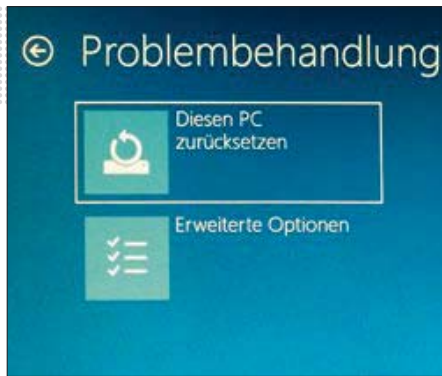 Problembehandlung
Diesen PC
zurücksetzen
Erweiterte Optionen